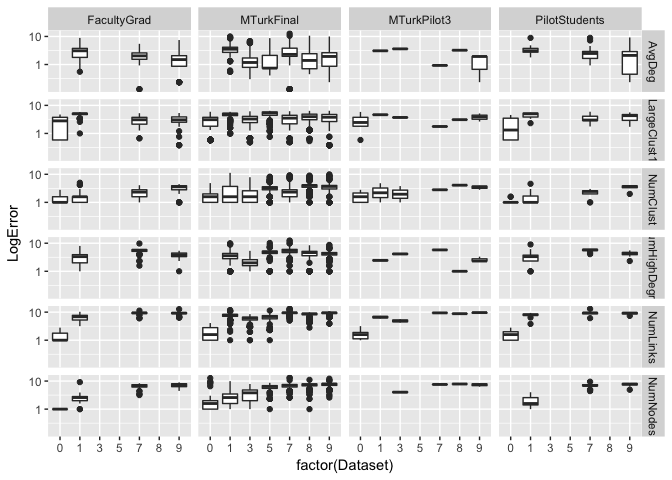 FacultyGrad MTurkFinal MTurkPilot3 PilotStudents
10
1
AvgDeg
10
1
LargeClust1
10
1
NumClust
10
1
umHighDegr
10
1
NumLinks
10
1
NumNodes
LogError
0 1 3 5 7 8 9 0 1 3 5 7 8 9 0 1 3 5 7 8 9 0 1 3 5 7 8 9
factor(Dataset)